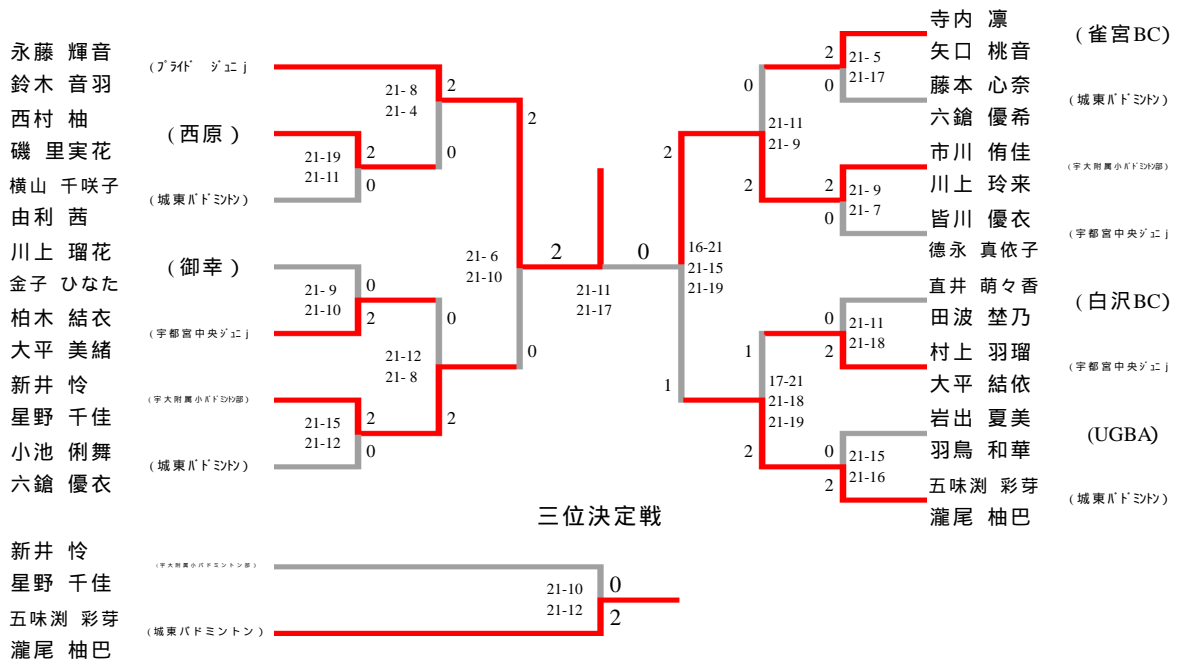 永藤 輝音
鈴木 音羽
(ﾌﾟﾗｲﾄﾞ ｼﾞｭﾆｊ
西村 柚
磯 里実花
(西原)
横山 千咲子
由利 茜
(城東ﾊﾞﾄﾞﾐﾝﾄﾝ)
川上 瑠花
金子 ひなた
(御幸)
柏木 結衣
大平 美緒
(宇都宮中央ｼﾞｭﾆｊ
新井 怜
星野 千佳
(宇大附属小ﾊﾞﾄﾞﾐﾝﾄﾝ部)
小池 俐舞
六鎗 優衣
(城東ﾊﾞﾄﾞﾐﾝﾄﾝ)
21- 8
21- 4
2
0
21-19
21-11
2
0
21- 9
21-10
0
2
21-15
21-12
2
0
21-12
21- 8
0
2
21- 6
21-10
2
0
2
0
21-11
21-17
16-21
21-15
21-19
2
1
21-11
21- 9
0
2
17-21
21-18
21-19
1
2
21- 5
21-17
2
0
21- 9
21- 7
2
0
21-11
21-18
0
2
21-15
21-16
0
2
寺内 凛
矢口 桃音
(雀宮BC)
藤本 心奈
六鎗 優希
(城東ﾊﾞﾄﾞﾐﾝﾄﾝ)
市川 侑佳
川上 玲来
(宇大附属小ﾊﾞﾄﾞﾐﾝﾄﾝ部)
皆川 優衣
德永 真依子
(宇都宮中央ｼﾞｭﾆｊ
直井 萌々香
田波 埜乃
(白沢BC)
村上 羽瑠
大平 結依
(宇都宮中央ｼﾞｭﾆｊ
岩出 夏美
羽鳥 和華
(UGBA)
五味渕 彩芽
瀧尾 柚巴
(城東ﾊﾞﾄﾞﾐﾝﾄﾝ)
三位決定戦
新井 怜
星野 千佳
(宇大附属小バドミントン部)
五味渕 彩芽
瀧尾 柚巴
(城東バドミントン)
21-10
21-12
0
2